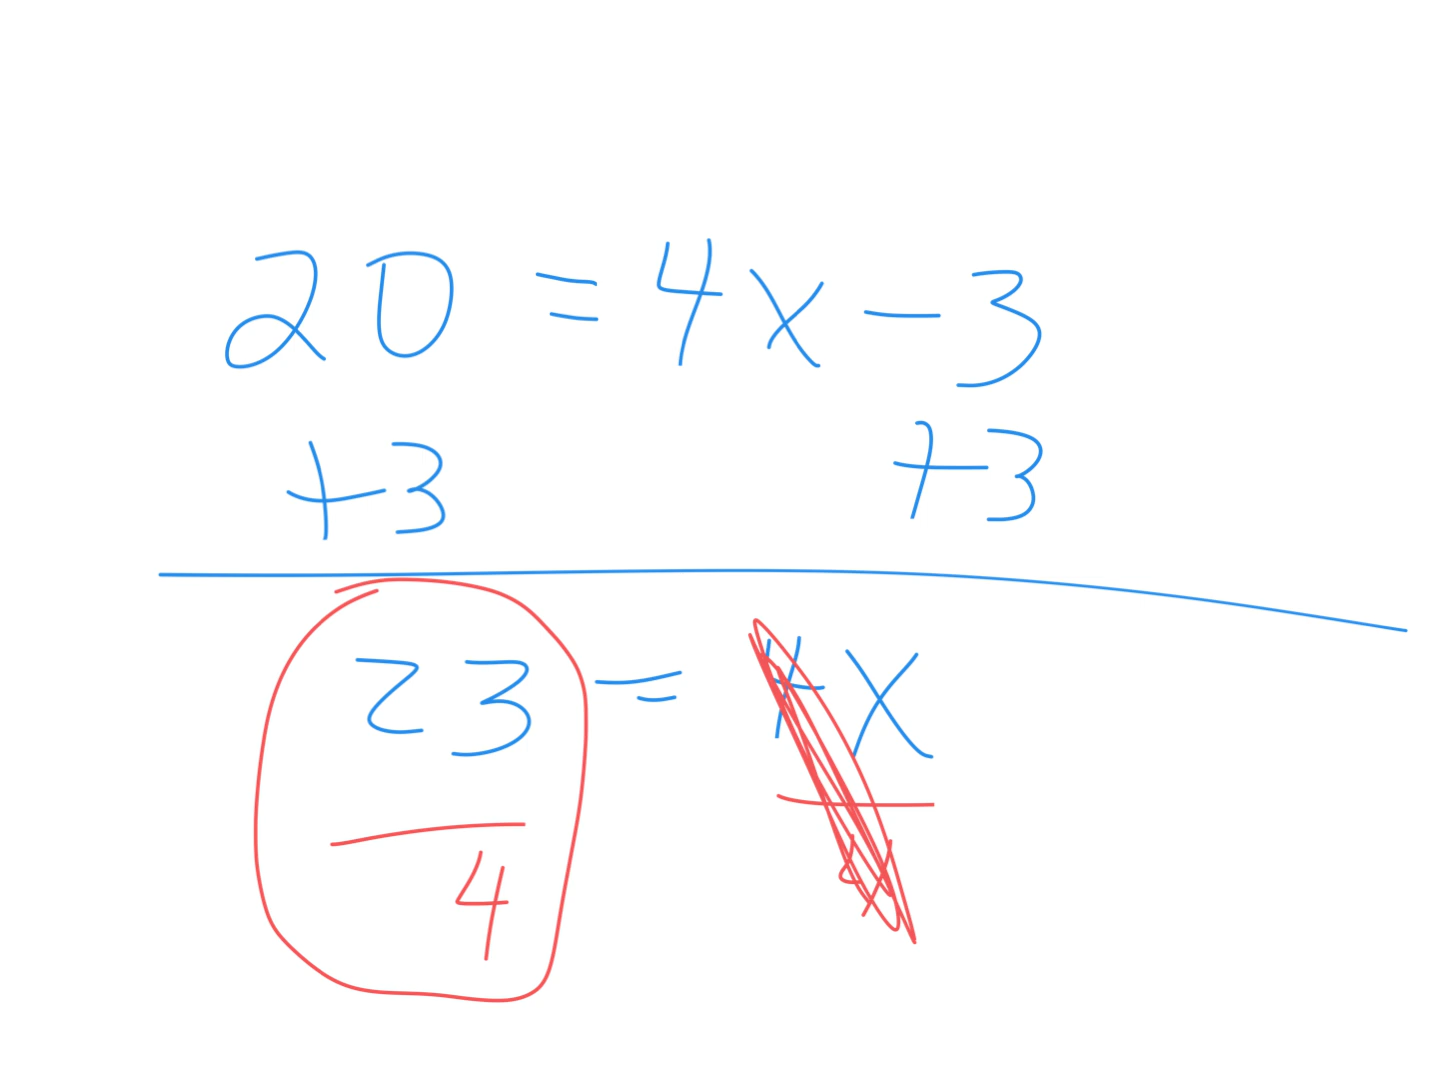 20 = 4x - 3
+3 +3
23 = 4x
4 4